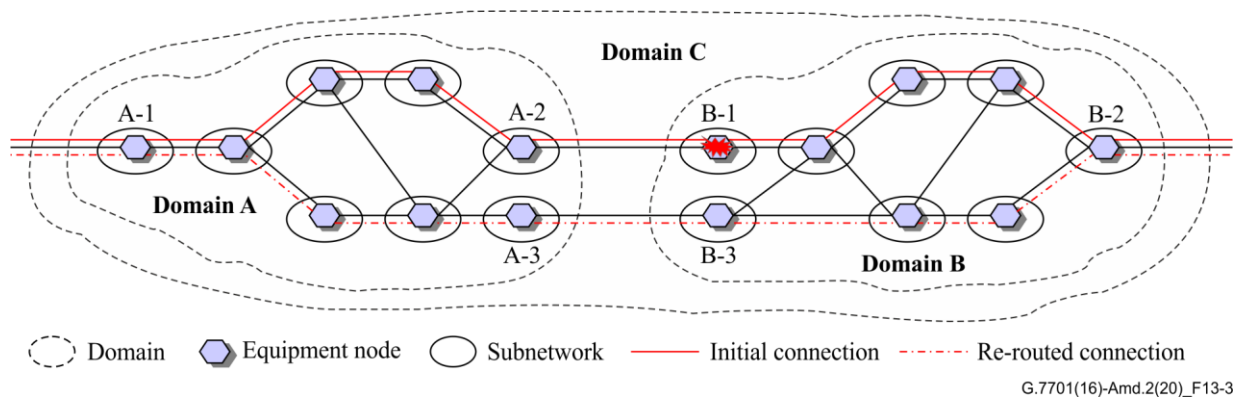 Domain C
A-1
A-2
B-1
B-2
Domain A
A-3
B-3
Domain B
Domain
Equipment node
Subnetwork
Initial connection
Re-routed connection
G.7701(16)-Amd.2(20)_F13-3